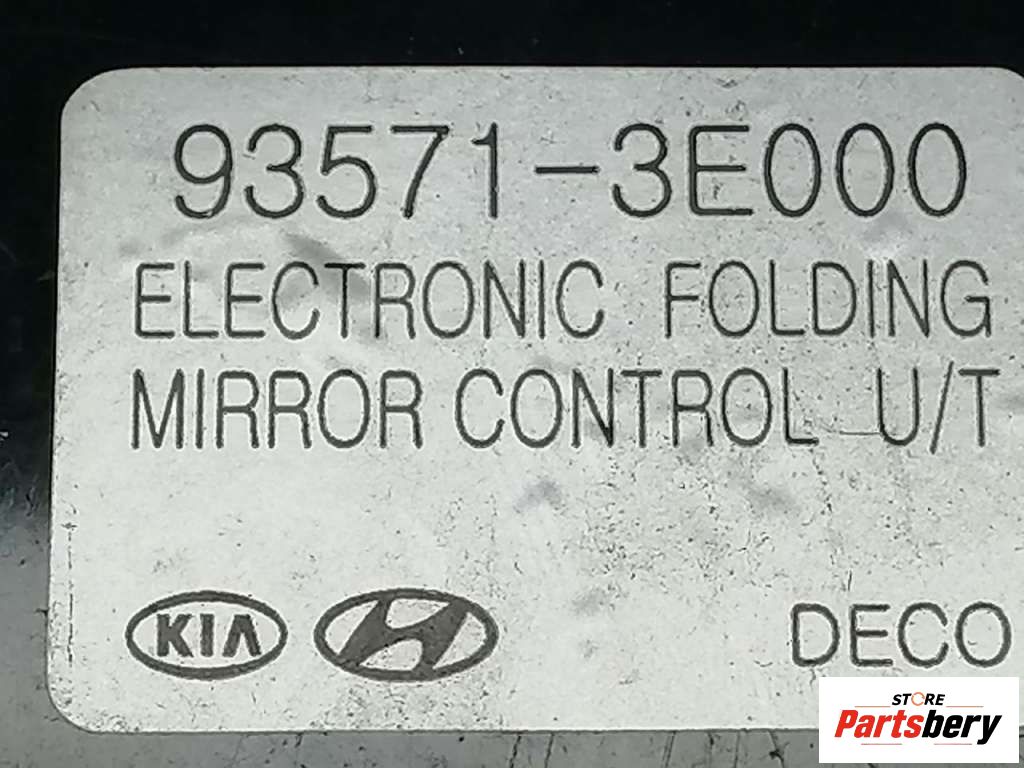 93571-3E000
ELECTRONIC FOLDING
MIRROR CONTROL U/T
KIA
DECO
STORE
Partsbery